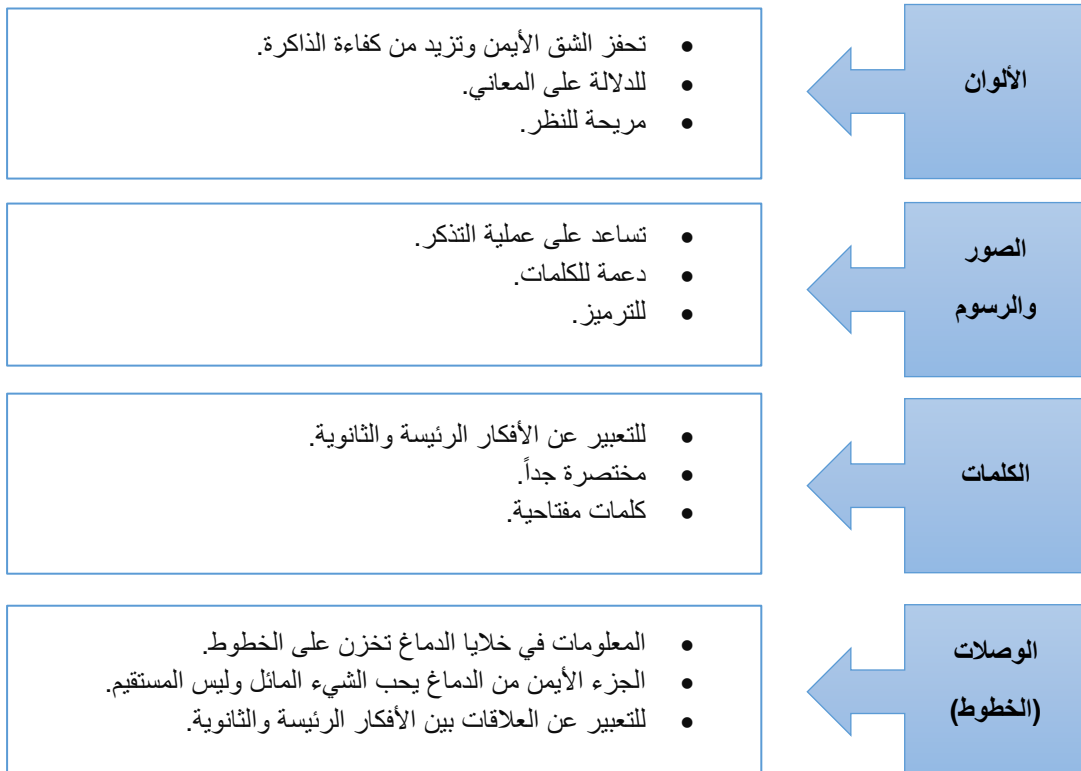 الألوان
• تحفز الشق الأيمن وتزيد من كفاءة الذاكرة.
• للدلالة على المعاني.
• مريحة للنظر.
الصور
والرسوم
• تساعد على عملية التذكر.
• دعمة للكلمات.
• للترميز.
الكلمات
• للتعبير عن الأفكار الرئيسة والثانوية.
• مختصرة جداً.
• كلمات مفتاحية.
الوصلات
(الخطوط)
• المعلومات في خلايا الدماغ تخزن على الخطوط.
• الجزء الأيمن من الدماغ يحب الشيء المائل وليس المستقيم.
• للتعبير عن العلاقات بين الأفكار الرئيسة والثانوية.